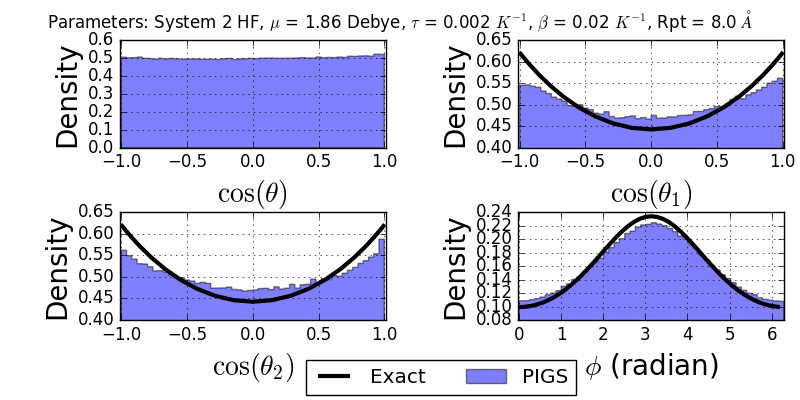 Parameters: System 2 HF, μ = 1.86 Debye, τ = 0.002 K⁻¹, β = 0.02 K⁻¹, Rpt = 8.0 Å
0.6
0.5
0.4
0.3
0.2
0.1
0.0
Density
−1.0 −0.5 0.0 0.5 1.0
cos(θ)
0.65
0.60
0.55
0.50
0.45
0.40
Density
−1.0 −0.5 0.0 0.5 1.0
cos(θ₁)
0.65
0.60
0.55
0.50
0.45
0.40
Density
−1.0 −0.5 0.0 0.5 1.0
cos(θ₂)
0.24
0.22
0.20
0.18
0.16
0.14
0.12
0.10
0.08
Density
0 1 2 3 4 5 6
ϕ (radian)
Exact PIGS